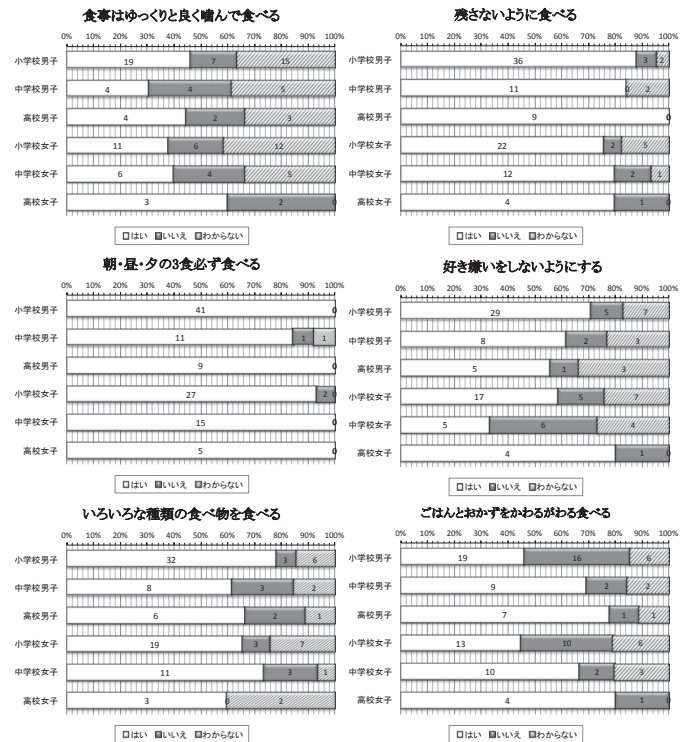 食事はゆっくりと良く噛んで食べる
0% 10% 20% 30% 40% 50% 60% 70% 80% 90% 100%
小学校男子 19 7 15
中学校男子 4 4 5
高校男子 4 2 3
小学校女子 11 6 12
中学校女子 6 4 5
高校女子 3 2 0
はい いいえ わからない
残さないように食べる
0% 10% 20% 30% 40% 50% 60% 70% 80% 90% 100%
小学校男子 36 3 2
中学校男子 11 0 2
高校男子 9 0
小学校女子 22 2 5
中学校女子 12 2 1
高校女子 4 1 0
はい いいえ わからない
朝・昼・夕の3食必ず食べる
0% 10% 20% 30% 40% 50% 60% 70% 80% 90% 100%
小学校男子 41 0
中学校男子 11 1 1
高校男子 9 0
小学校女子 27 2 0
中学校女子 15 0
高校女子 5 0
はい いいえ わからない
好き嫌いをしないようにする
0% 10% 20% 30% 40% 50% 60% 70% 80% 90% 100%
小学校男子 29 5 7
中学校男子 8 2 3
高校男子 5 1 3
小学校女子 17 5 7
中学校女子 5 6 4
高校女子 4 1 0
はい いいえ わからない
いろいろな種類の食べ物を食べる
0% 10% 20% 30% 40% 50% 60% 70% 80% 90% 100%
小学校男子 32 3 6
中学校男子 8 3 2
高校男子 6 2 1
小学校女子 19 3 7
中学校女子 11 3 1
高校女子 3 0 2
はい いいえ わからない
ごはんとおかずをかわるがわる食べる
0% 10% 20% 30% 40% 50% 60% 70% 80% 90% 100%
小学校男子 19 16 6
中学校男子 9 2 2
高校男子 7 1 1
小学校女子 13 10 6
中学校女子 10 2 3
高校女子 4 1 0
はい いいえ わからない